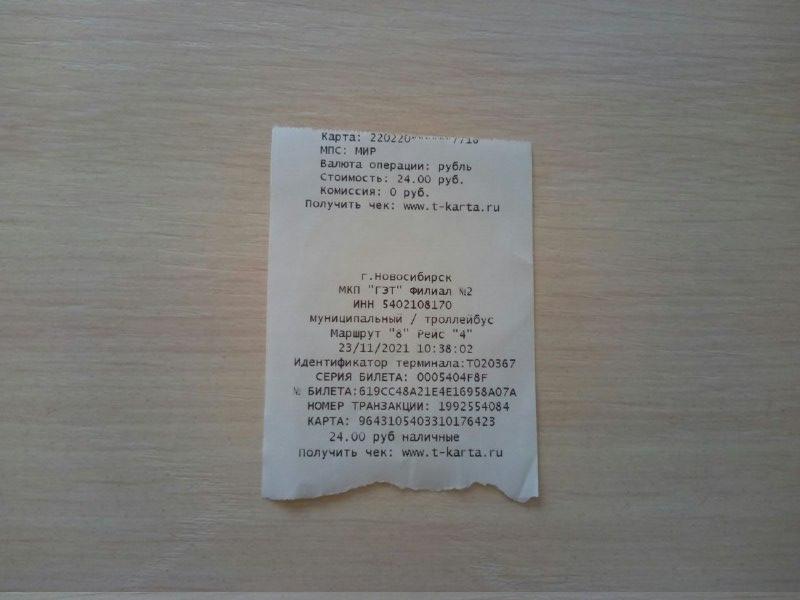 Карта: 220220******7716
МПС: МИР
Валюта операции: рубль
Стоимость: 24.00 руб.
Комиссия: 0 руб.
Получить чек: www.t-karta.ru
г.Новосибирск
МКП "ГЭТ" Филиал №2
ИНН 5402108170
муниципальный / троллейбус
Маршрут "8" Рейс "4"
23/11/2021 10:38:02
Идентификатор терминала:T020367
СЕРИЯ БИЛЕТА: 0005404F8F
№ БИЛЕТА:619CC48A21E4E16958A07A
НОМЕР ТРАНЗАКЦИИ: 1992554084
КАРТА: 9643105403310176423
24.00 руб наличные
Получить чек: www.t-karta.ru